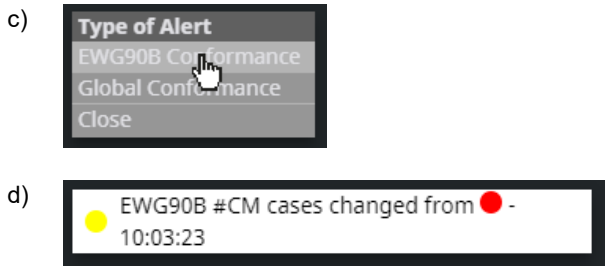 c)
Type of Alert
EWG90B Conformance
Global Conformance
Close
d)
EWG90B #CM cases changed from -
10:03:23